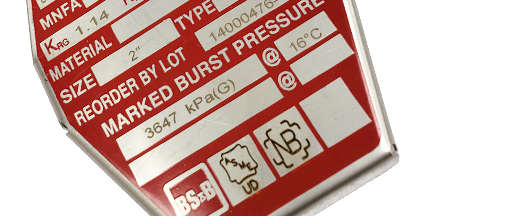 MNFA
KRG 1.14
MATERIAL TYPE
SIZE 2"
REORDER BY LOT 14000476-
MARKED BURST PRESSURE
3647 kPa(G) @ 16°C
@
BS&B ASME UD NB